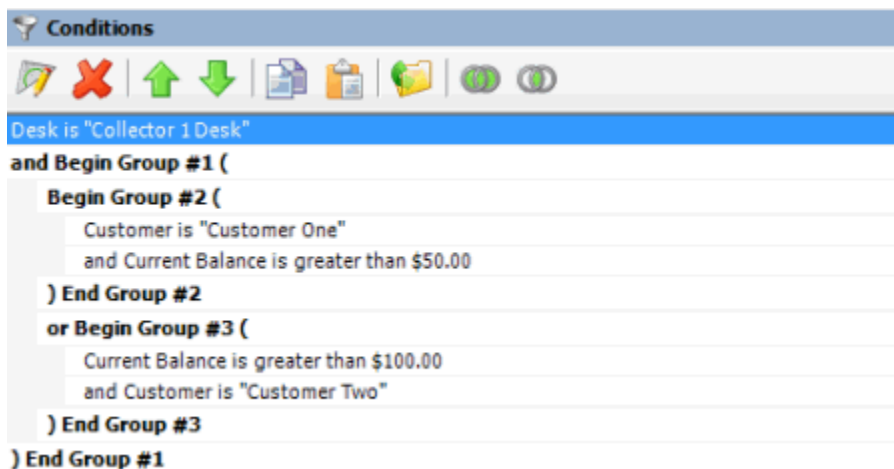 Conditions
Desk is "Collector 1 Desk"
and Begin Group #1 (
Begin Group #2 (
Customer is "Customer One"
and Current Balance is greater than $50.00
) End Group #2
or Begin Group #3 (
Current Balance is greater than $100.00
and Customer is "Customer Two"
) End Group #3
) End Group #1